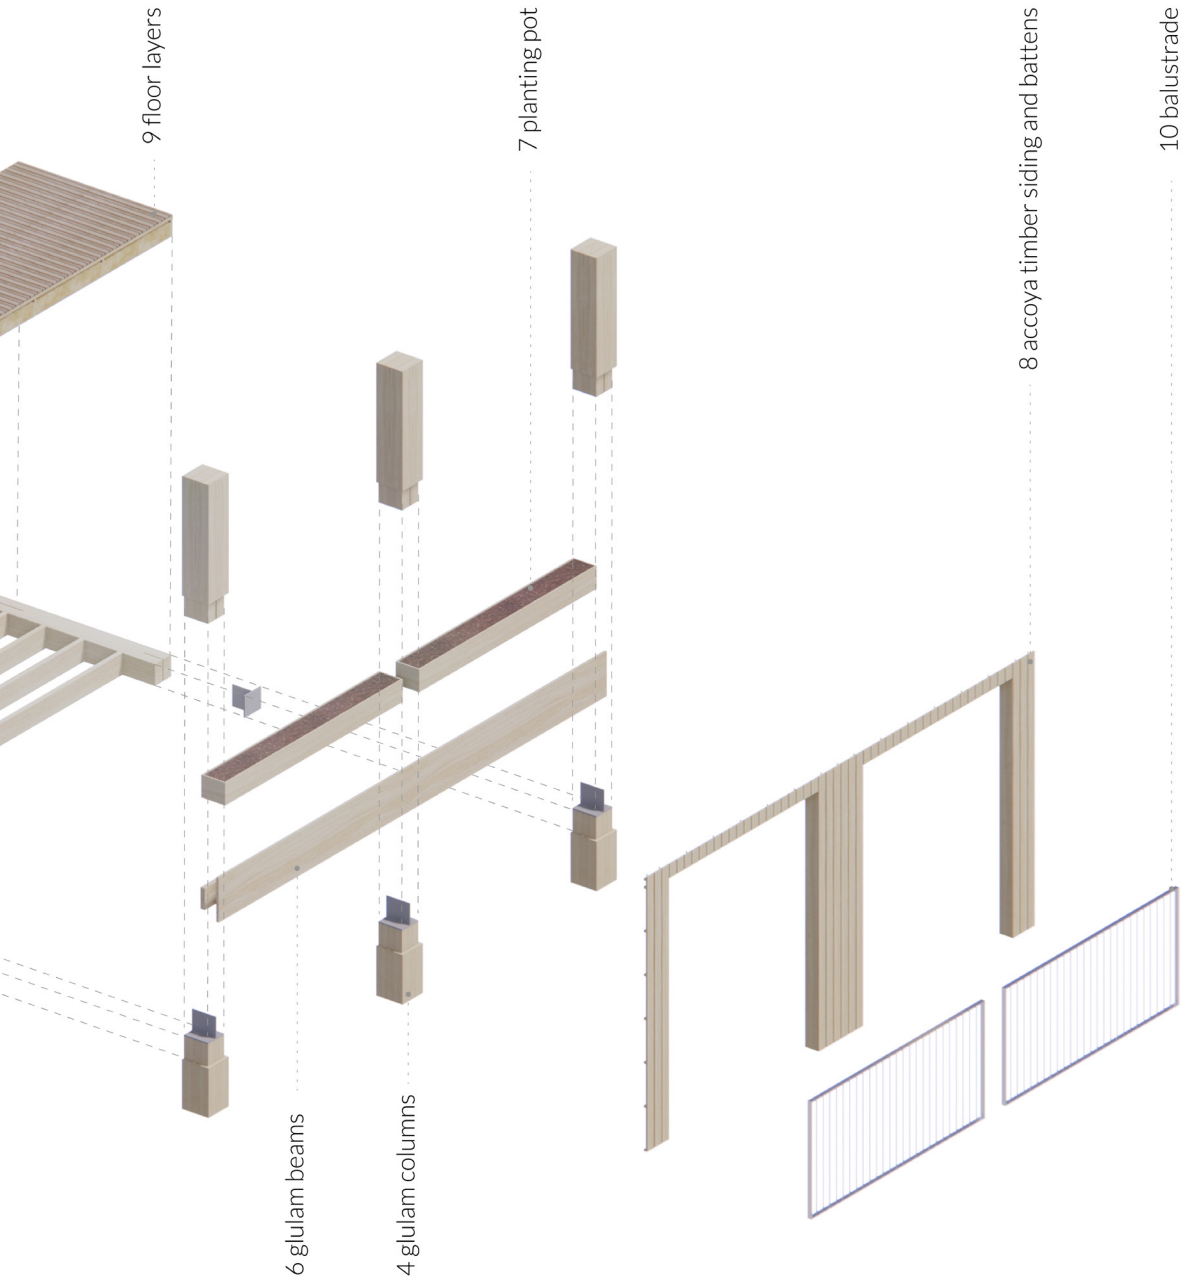 9 floor layers
7 planting pot
8 accoya timber siding and battens
10 balustrade
6 glulam beams
4 glulam columns